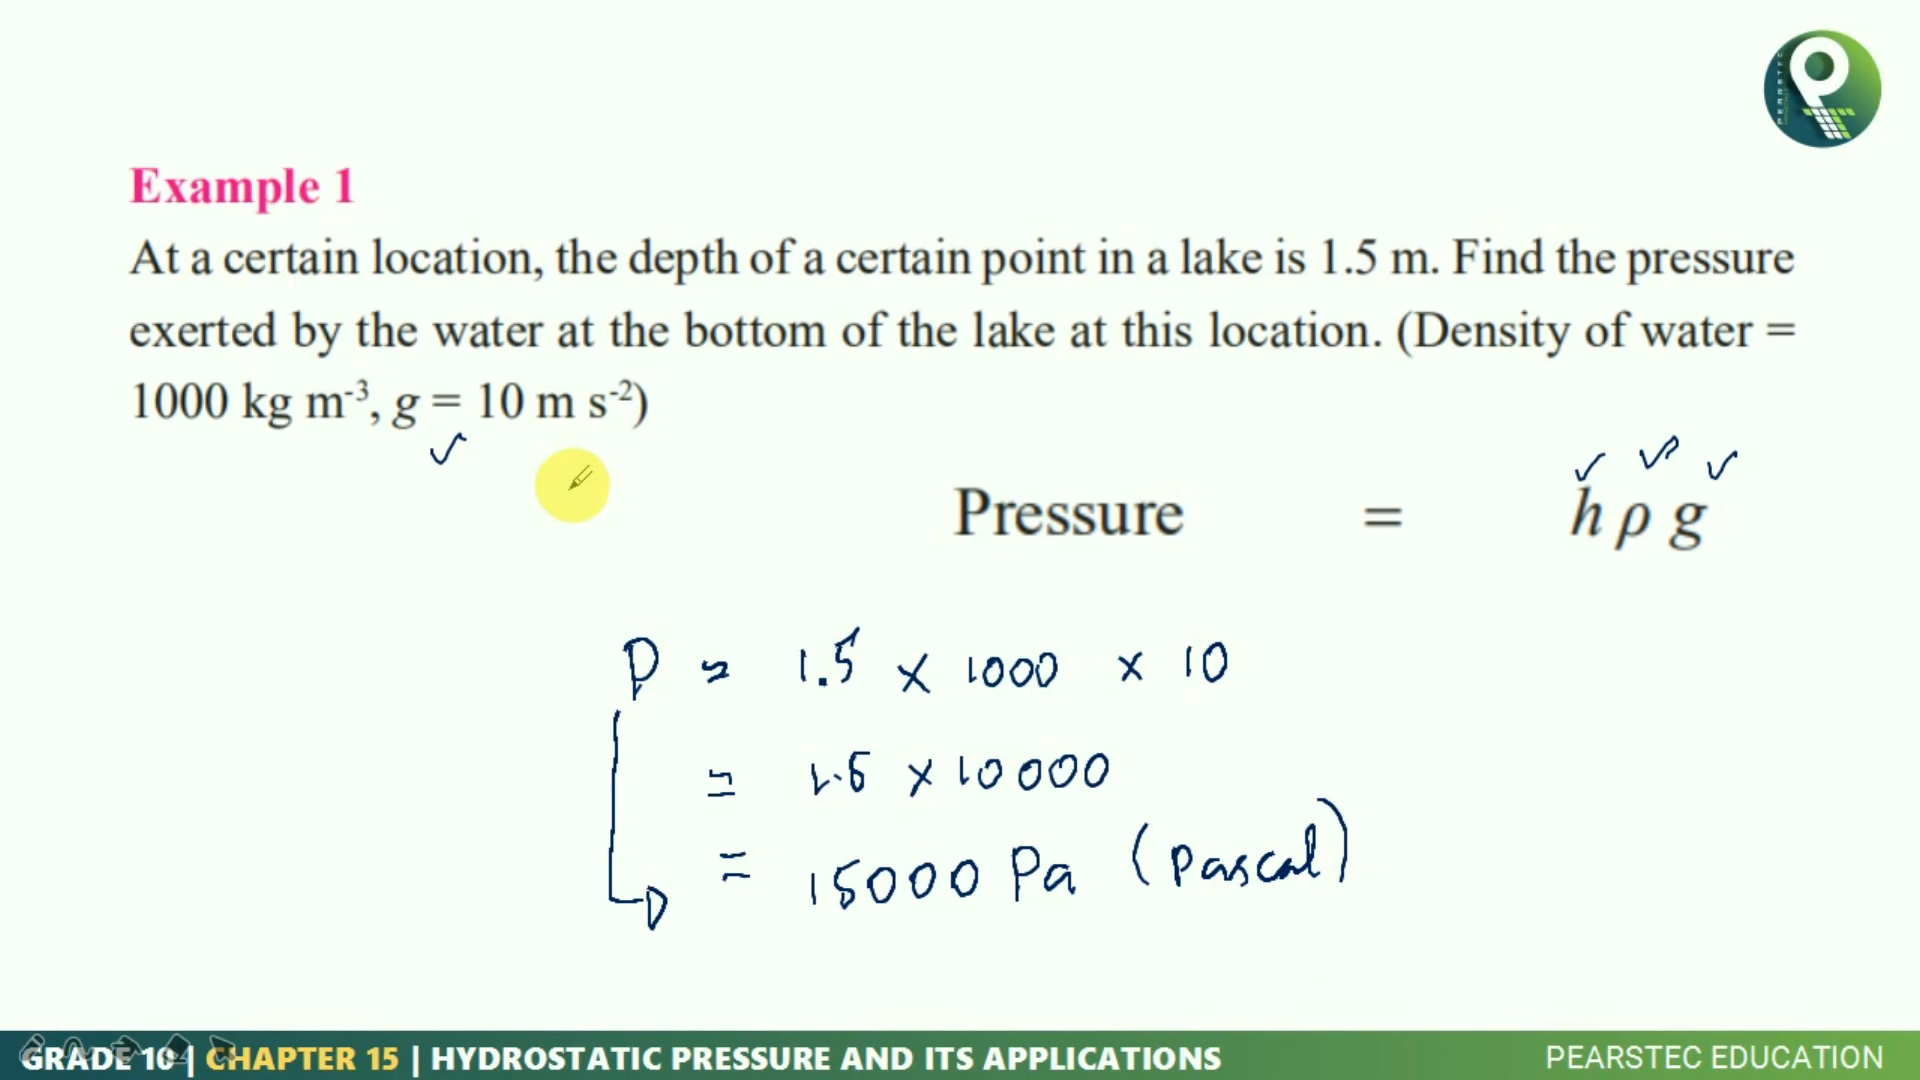 Example 1
At a certain location, the depth of a certain point in a lake is 1.5 m. Find the pressure
exerted by the water at the bottom of the lake at this location. (Density of water =
1000 kg m⁻³, g = 10 m s⁻²)
Pressure = h ρ g
P = 1.5 × 1000 × 10
= 1.5 × 10000
= 15000 Pa (pascal)
GRADE 10 | CHAPTER 15 | HYDROSTATIC PRESSURE AND ITS APPLICATIONS
PEARSTEC EDUCATION